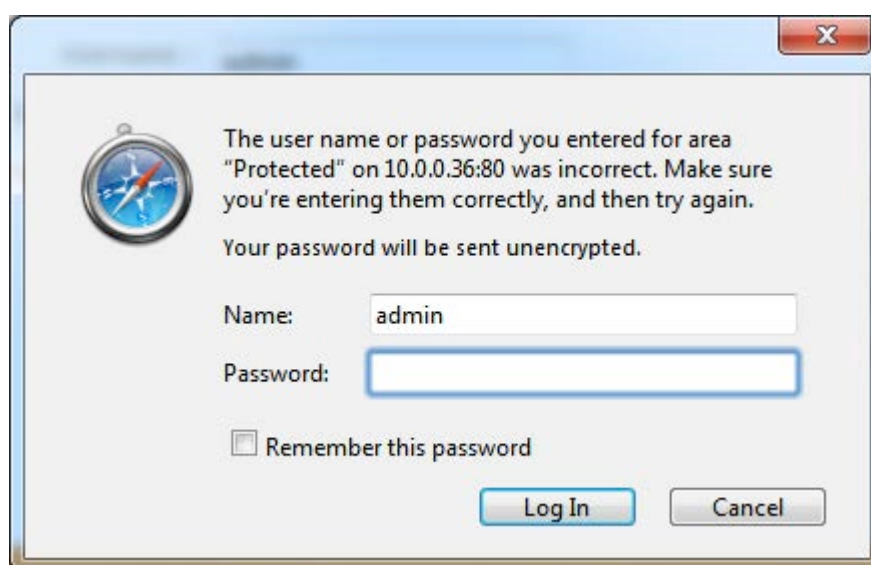 The user name or password you entered for area
“Protected” on 10.0.0.36:80 was incorrect. Make sure
you're entering them correctly, and then try again.
Your password will be sent unencrypted.
Name: admin
Password:
Remember this password
Log In Cancel